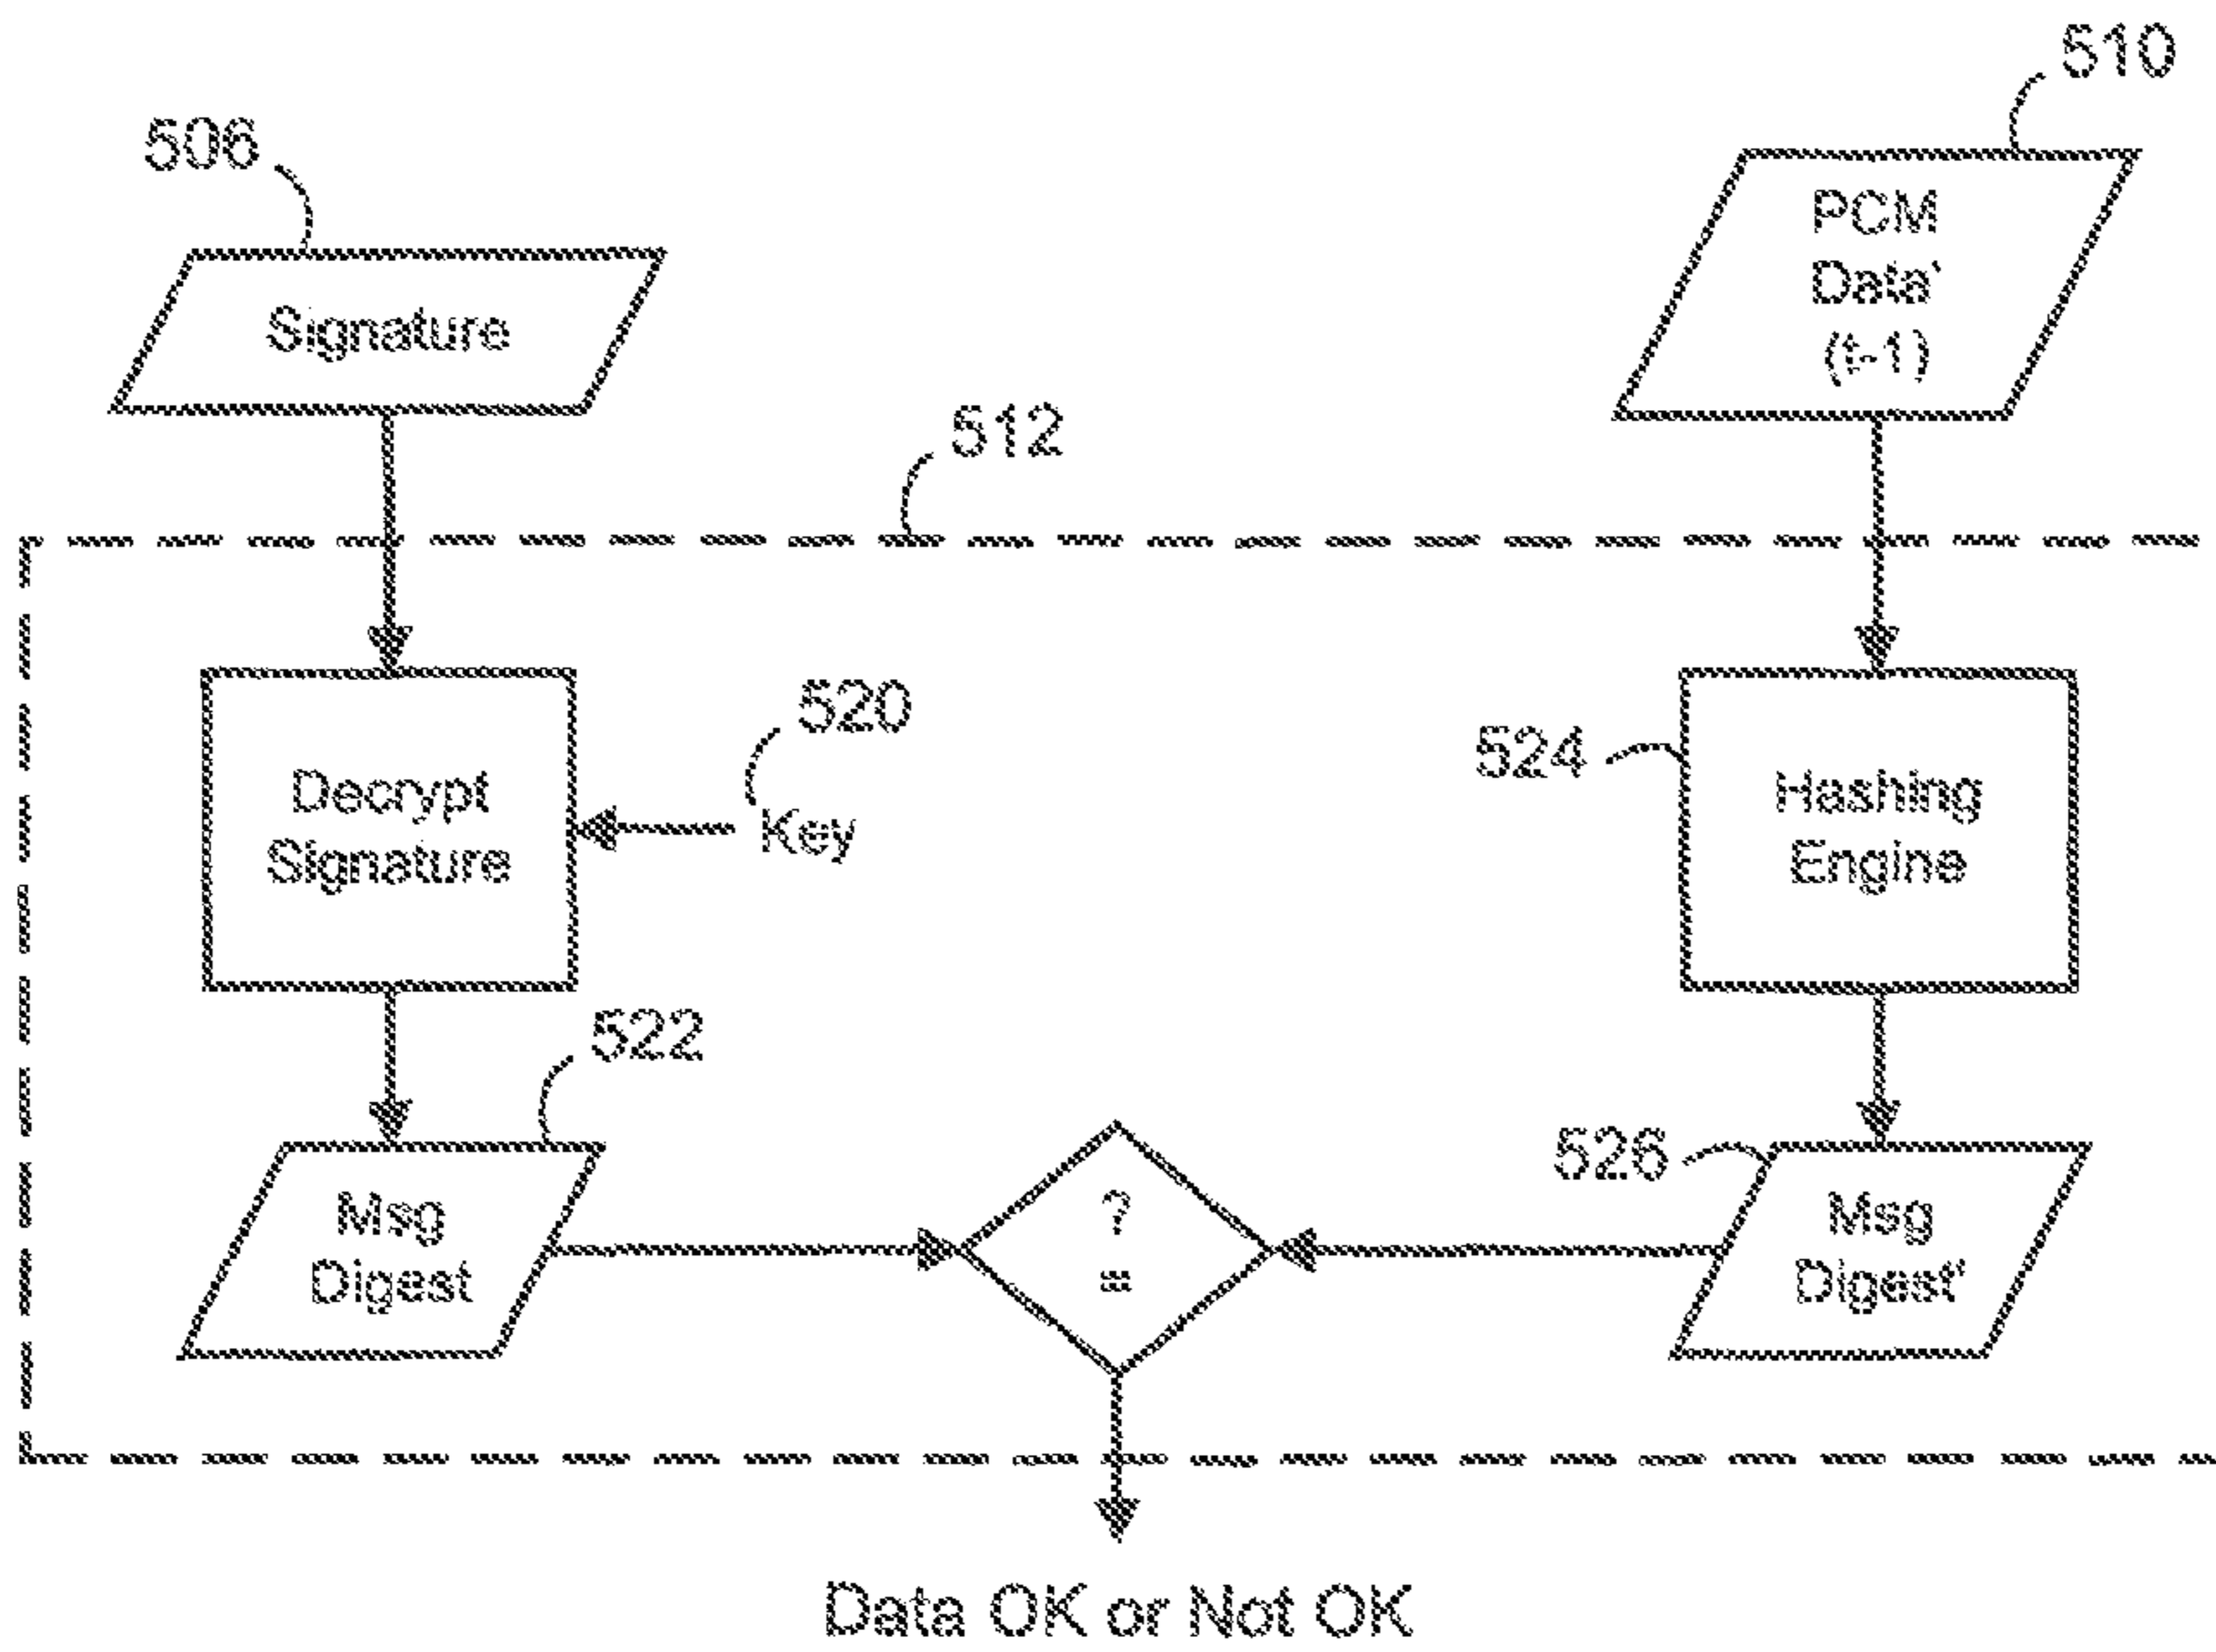 510
506
PCM
Data'
(t-1)
Signature
512
520
524
Decrypt
Signature
Key
Hashing
Engine
522
526
Msg
Digest
?
=
Msg
Digest'
Data OK or Not OK